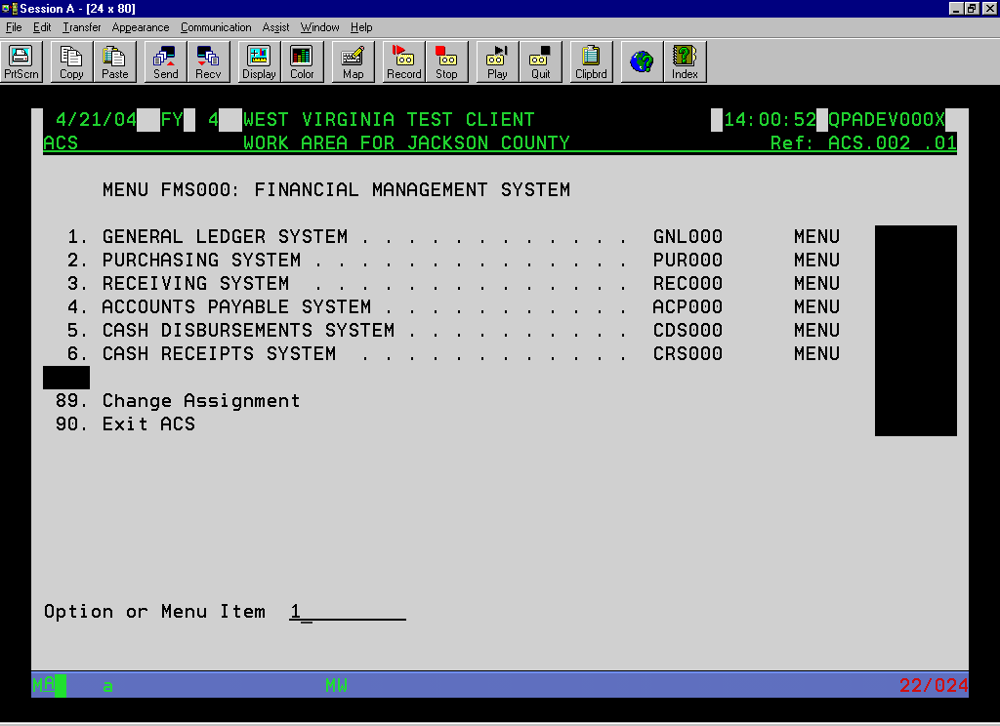 Session A - [24 x 80]
File Edit Transfer Appearance Communication Assist Window Help
PrtScrn Copy Paste Send Recv Display Color Map Record Stop Play Quit Clipbrd Index
4/21/04 FY 4 WEST VIRGINIA TEST CLIENT 14:00:52 QPADEV000X
ACS WORK AREA FOR JACKSON COUNTY Ref: ACS.002 .01
MENU FMS000: FINANCIAL MANAGEMENT SYSTEM
1. GENERAL LEDGER SYSTEM . . . . . . . . . . . . GNL000 MENU
2. PURCHASING SYSTEM . . . . . . . . . . . . . . PUR000 MENU
3. RECEIVING SYSTEM . . . . . . . . . . . . . . REC000 MENU
4. ACCOUNTS PAYABLE SYSTEM . . . . . . . . . . . ACP000 MENU
5. CASH DISBURSEMENTS SYSTEM . . . . . . . . . . CDS000 MENU
6. CASH RECEIPTS SYSTEM . . . . . . . . . . . . CRS000 MENU
89. Change Assignment
90. Exit ACS
Option or Menu Item 1
MA a MW 22/024